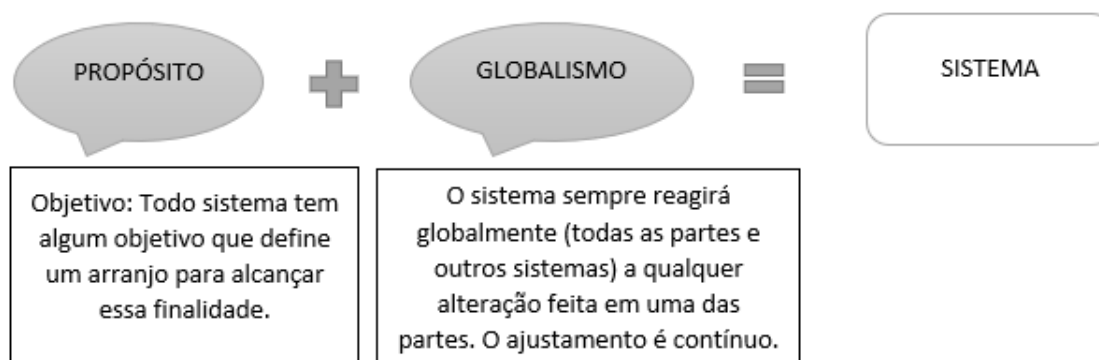 PROPÓSITO
GLOBALISMO
SISTEMA
Objetivo: Todo sistema tem
algum objetivo que define
um arranjo para alcançar
essa finalidade.
O sistema sempre reagirá
globalmente (todas as partes e
outros sistemas) a qualquer
alteração feita em uma das
partes. O ajustamento é contínuo.